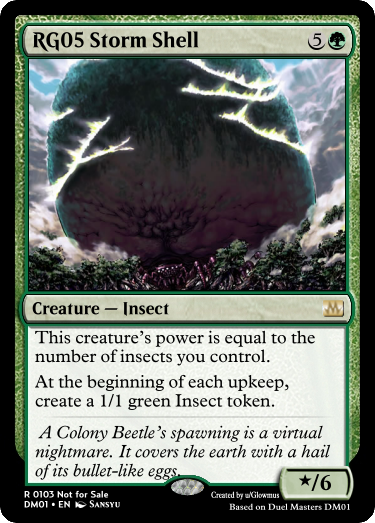 RG05 Storm Shell 5
Creature — Insect
This creature's power is equal to the
number of insects you control.
At the beginning of each upkeep,
create a 1/1 green Insect token.
A Colony Beetle's spawning is a virtual
nightmare. It covers the earth with a hail
of its bullet-like eggs.
★/6
R 0103 Not for Sale
DM01 • EN SANSYU
Created by u/Glowmus
Based on Duel Masters DM01